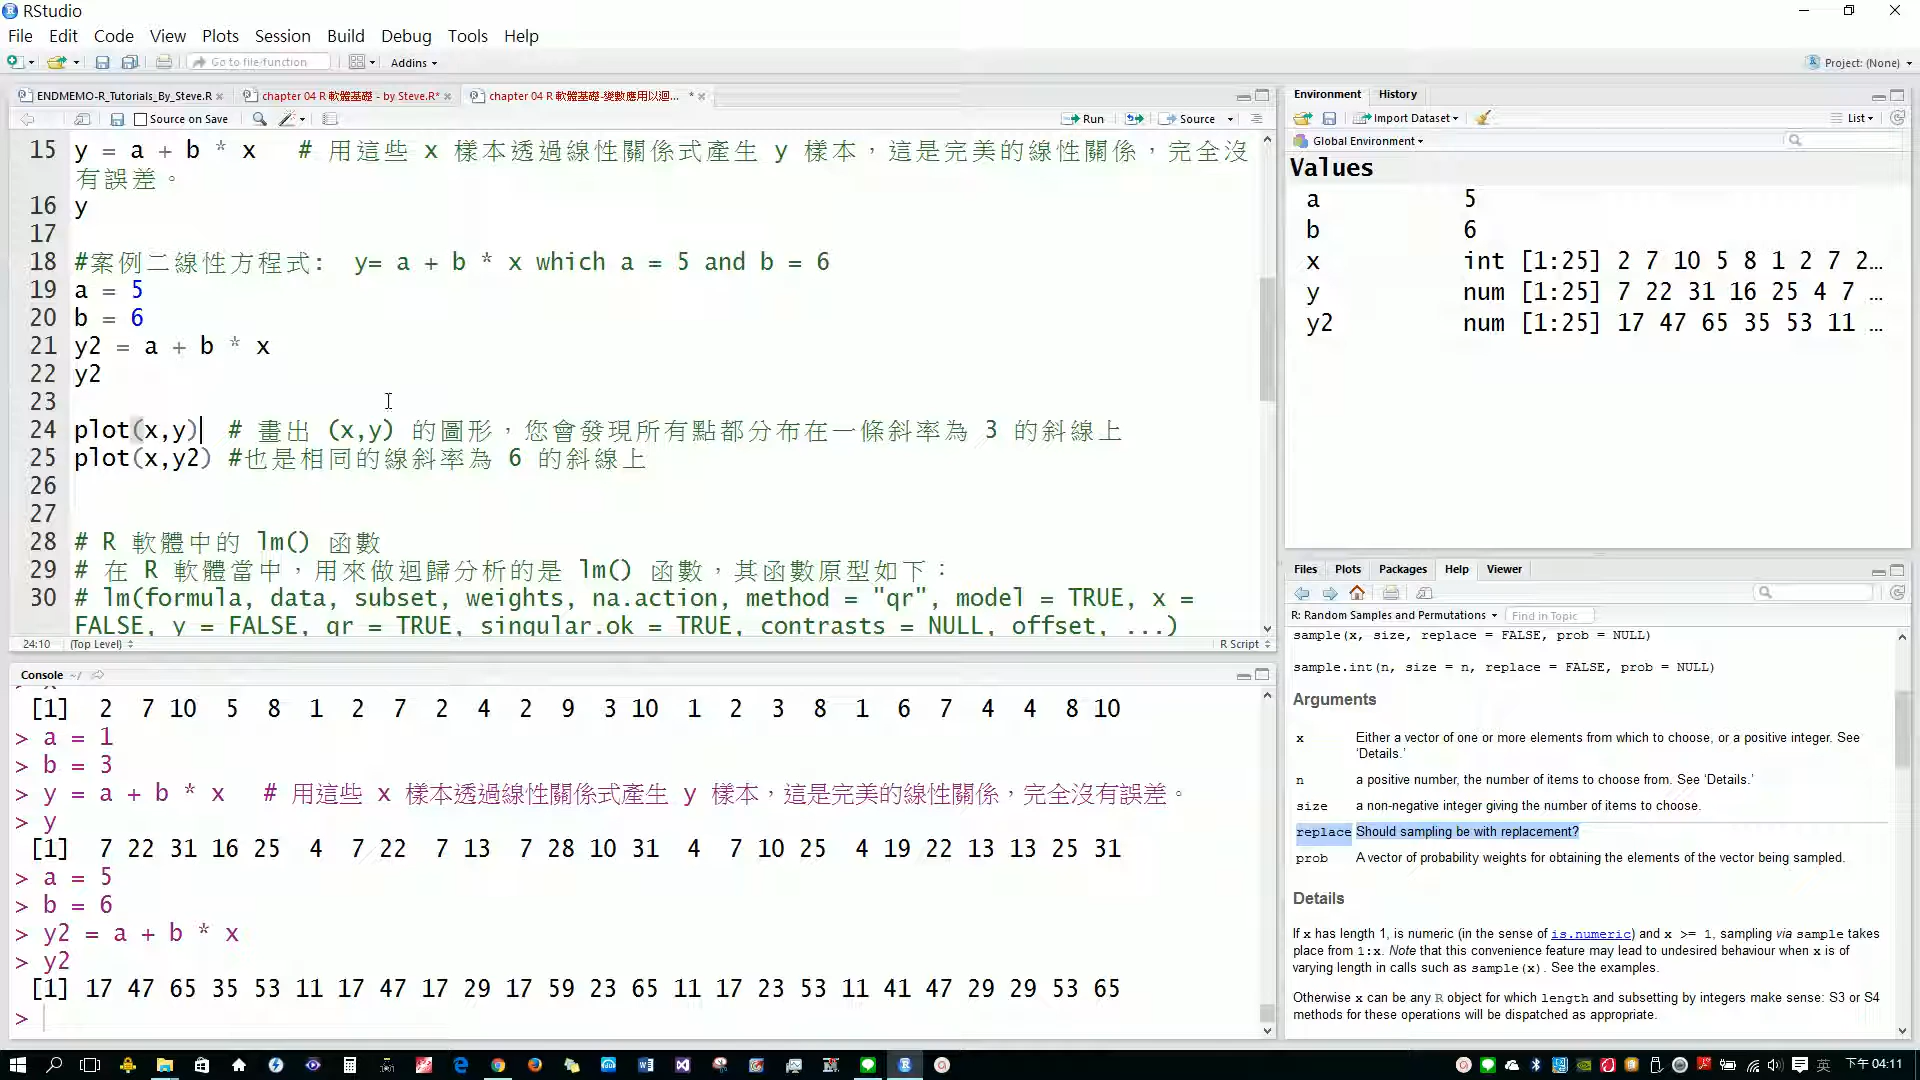 RStudio
File Edit Code View Plots Session Build Debug Tools Help
Go to file/function Addins Project: (None)
ENDMEMO-R_Tutorials_By_Steve.R chapter 04 R 軟體基礎 - by Steve.R* chapter 04 R 軟體基礎-變數應用以迴... *
Source on Save Run Source
15 y = a + b * x # 用這些 x 樣本透過線性關係式產生 y 樣本，這是完美的線性關係，完全沒
有誤差。
16 y
17
18 #案例二線性方程式: y= a + b * x which a = 5 and b = 6
19 a = 5
20 b = 6
21 y2 = a + b * x
22 y2
23
24 plot(x,y) # 畫出 (x,y) 的圖形，您會發現所有點都分布在一條斜率為 3 的斜線上
25 plot(x,y2) #也是相同的線斜率為 6 的斜線上
26
27
28 # R 軟體中的 lm() 函數
29 # 在 R 軟體當中，用來做迴歸分析的是 lm() 函數，其函數原型如下：
30 # lm(formula, data, subset, weights, na.action, method = "qr", model = TRUE, x =
FALSE, y = FALSE, qr = TRUE, singular.ok = TRUE, contrasts = NULL, offset, ...)
24:10 (Top Level) R Script
Console ~/
[1] 2 7 10 5 8 1 2 7 2 4 2 9 3 10 1 2 3 8 1 6 7 4 4 8 10
> a = 1
> b = 3
> y = a + b * x # 用這些 x 樣本透過線性關係式產生 y 樣本，這是完美的線性關係，完全沒有誤差。
> y
[1] 7 22 31 16 25 4 7 22 7 13 7 28 10 31 4 7 10 25 4 19 22 13 13 25 31
> a = 5
> b = 6
> y2 = a + b * x
> y2
[1] 17 47 65 35 53 11 17 47 17 29 17 59 23 65 11 17 23 53 11 41 47 29 29 53 65
>
Environment History
Import Dataset List
Global Environment
Values
a 5
b 6
x int [1:25] 2 7 10 5 8 1 2 7 2...
y num [1:25] 7 22 31 16 25 4 7 ...
y2 num [1:25] 17 47 65 35 53 11 ...
Files Plots Packages Help Viewer
R: Random Samples and Permutations Find in Topic
sample(x, size, replace = FALSE, prob = NULL)
sample.int(n, size = n, replace = FALSE, prob = NULL)
Arguments
x Either a vector of one or more elements from which to choose, or a positive integer. See
‘Details.’
n a positive number, the number of items to choose from. See ‘Details.’
size a non-negative integer giving the number of items to choose.
replace Should sampling be with replacement?
prob A vector of probability weights for obtaining the elements of the vector being sampled.
Details
If x has length 1, is numeric (in the sense of is.numeric) and x >= 1, sampling via sample takes
place from 1:x. Note that this convenience feature may lead to undesired behaviour when x is of
varying length in calls such as sample(x). See the examples.
Otherwise x can be any R object for which length and subsetting by integers make sense: S3 or S4
methods for these operations will be dispatched as appropriate.
英 下午 04:11